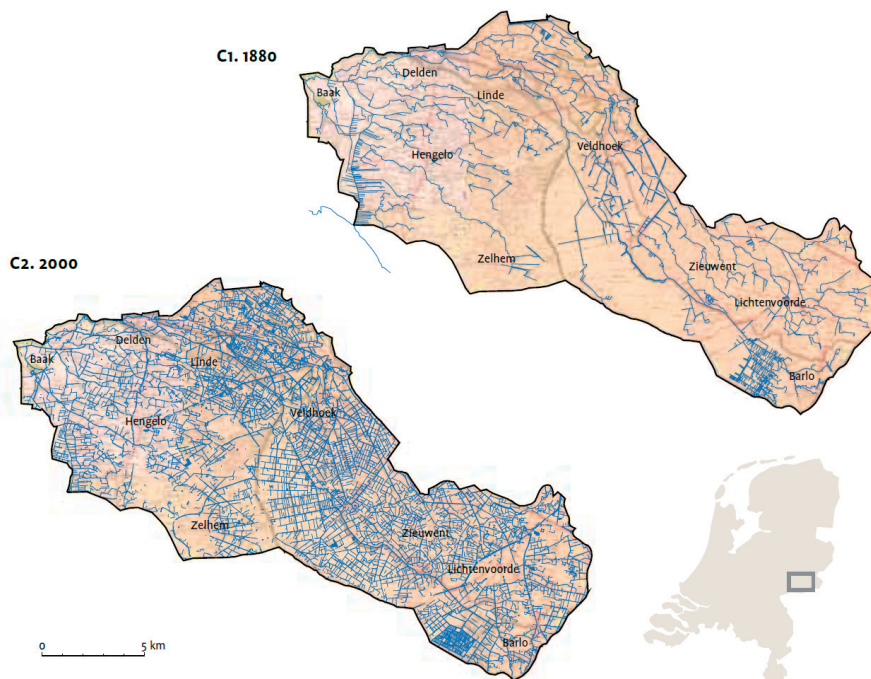 C1. 1880
Delden
Linde
Baak
Hengelo
Veldhoek
Zelhem
Zieuwent
Lichtenvoorde
Barlo
C2. 2000
Delden
Linde
Baak
Hengelo
Veldhoek
Zelhem
Zieuwent
Lichtenvoorde
Barlo
0 5 km